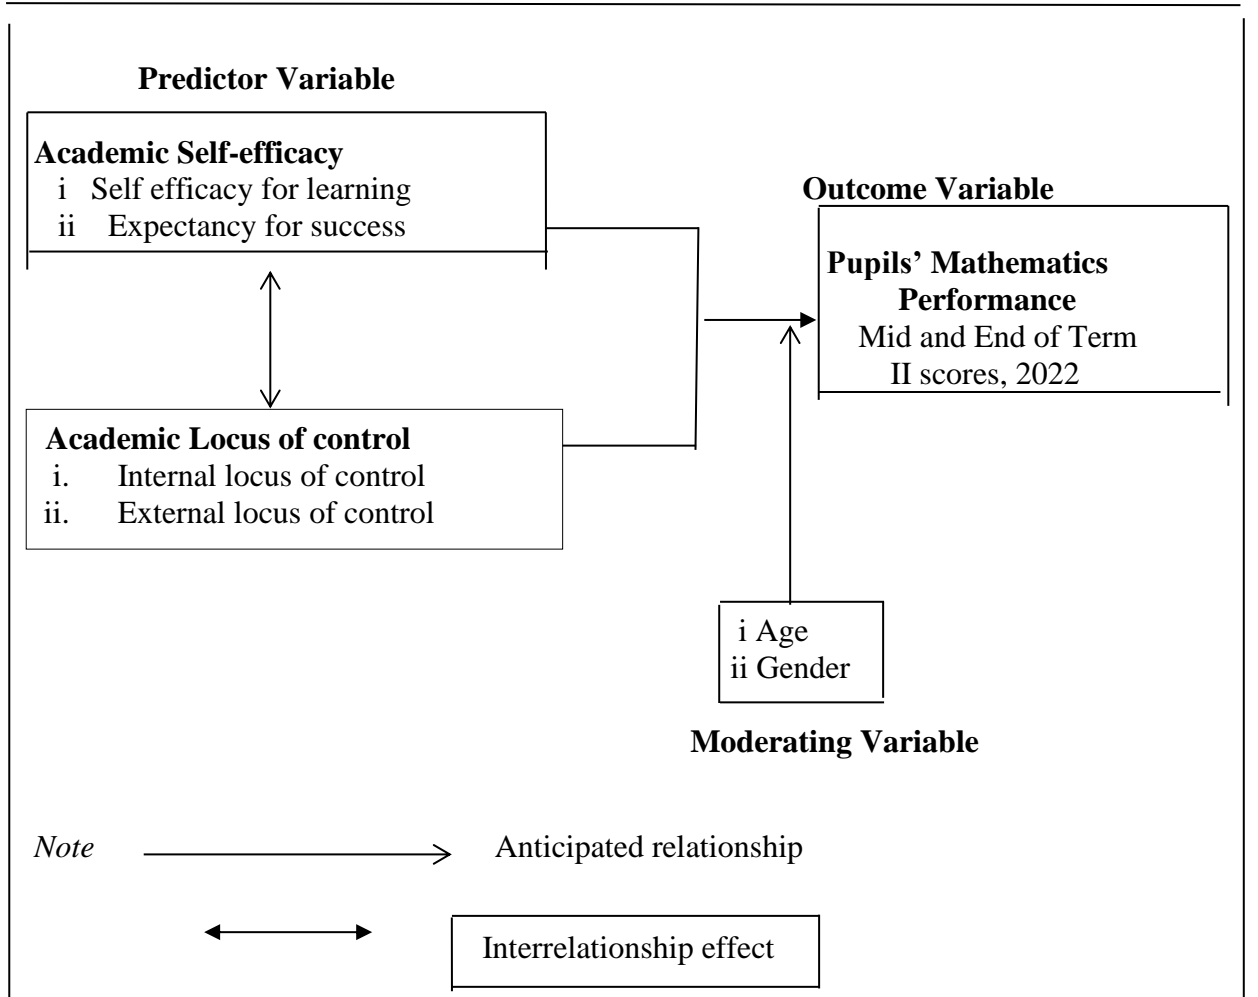 Predictor Variable
Academic Self-efficacy
i Self efficacy for learning
ii Expectancy for success
Outcome Variable
Pupils’ Mathematics
Performance
Mid and End of Term
II scores, 2022
Academic Locus of control
i. Internal locus of control
ii. External locus of control
i Age
ii Gender
Moderating Variable
Note Anticipated relationship
Interrelationship effect